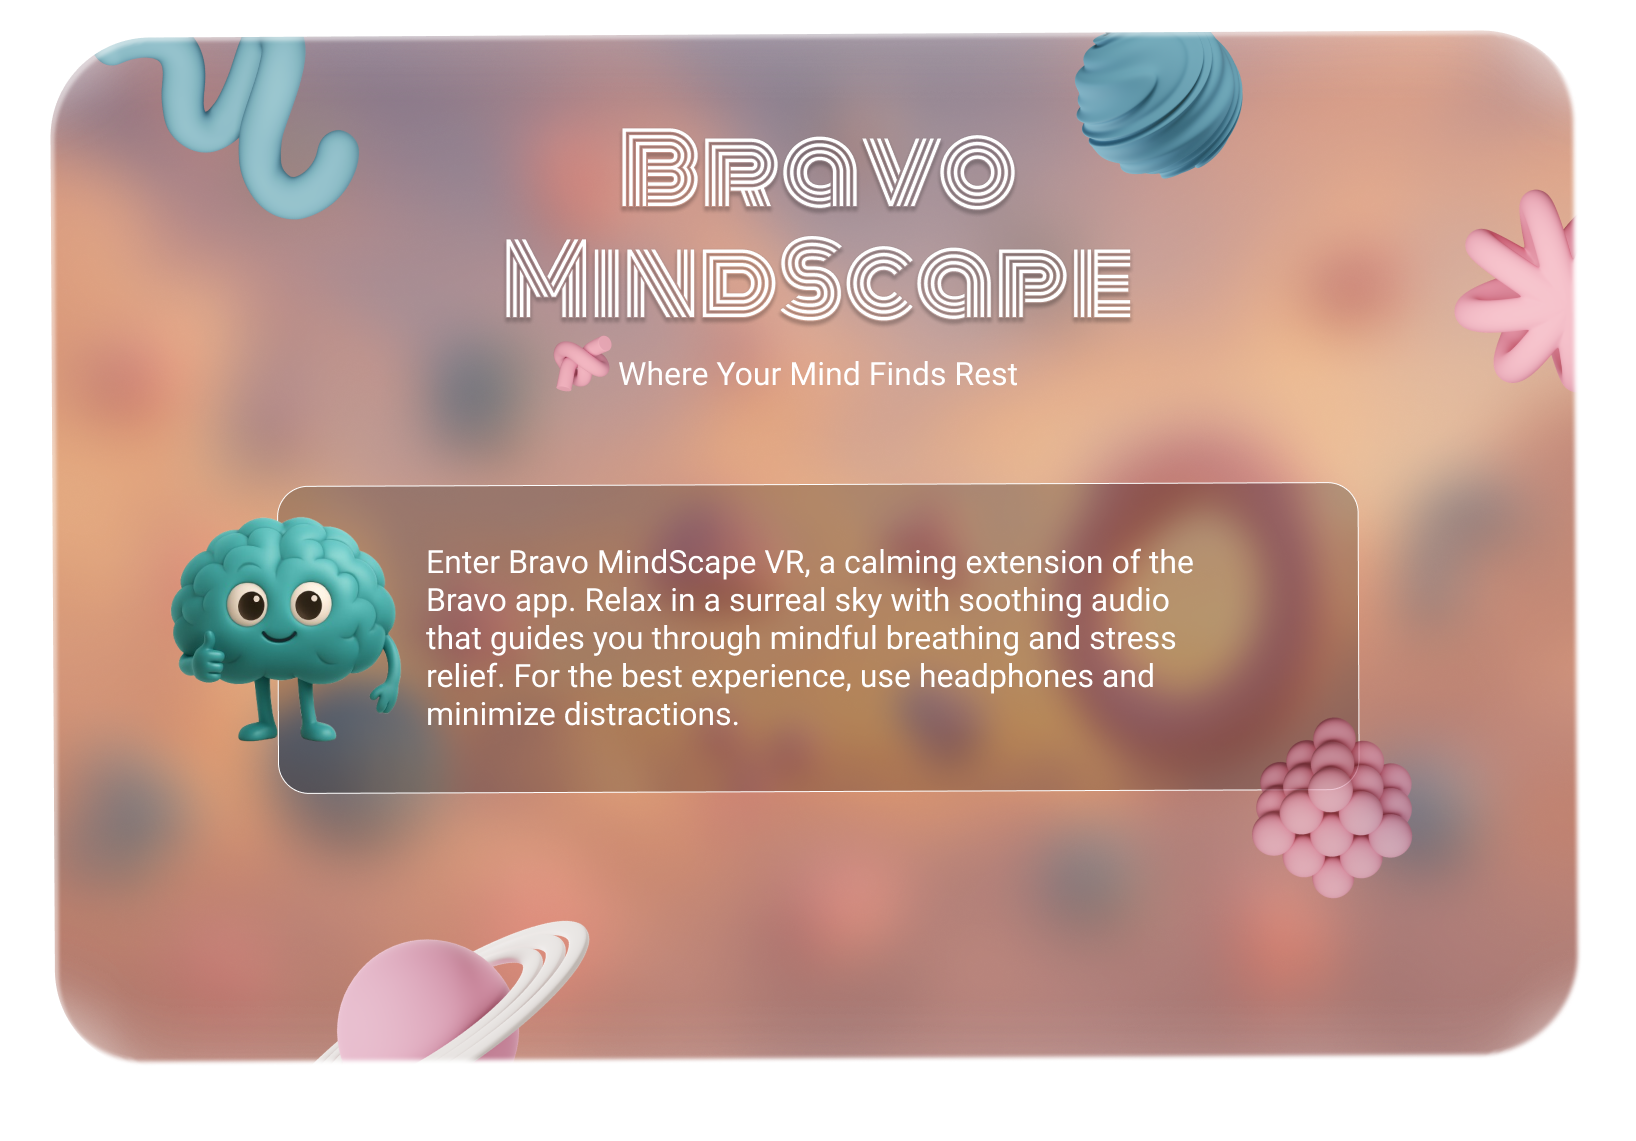 Bravo
MindScape
Where Your Mind Finds Rest
Enter Bravo MindScape VR, a calming extension of the
Bravo app. Relax in a surreal sky with soothing audio
that guides you through mindful breathing and stress
relief. For the best experience, use headphones and
minimize distractions.